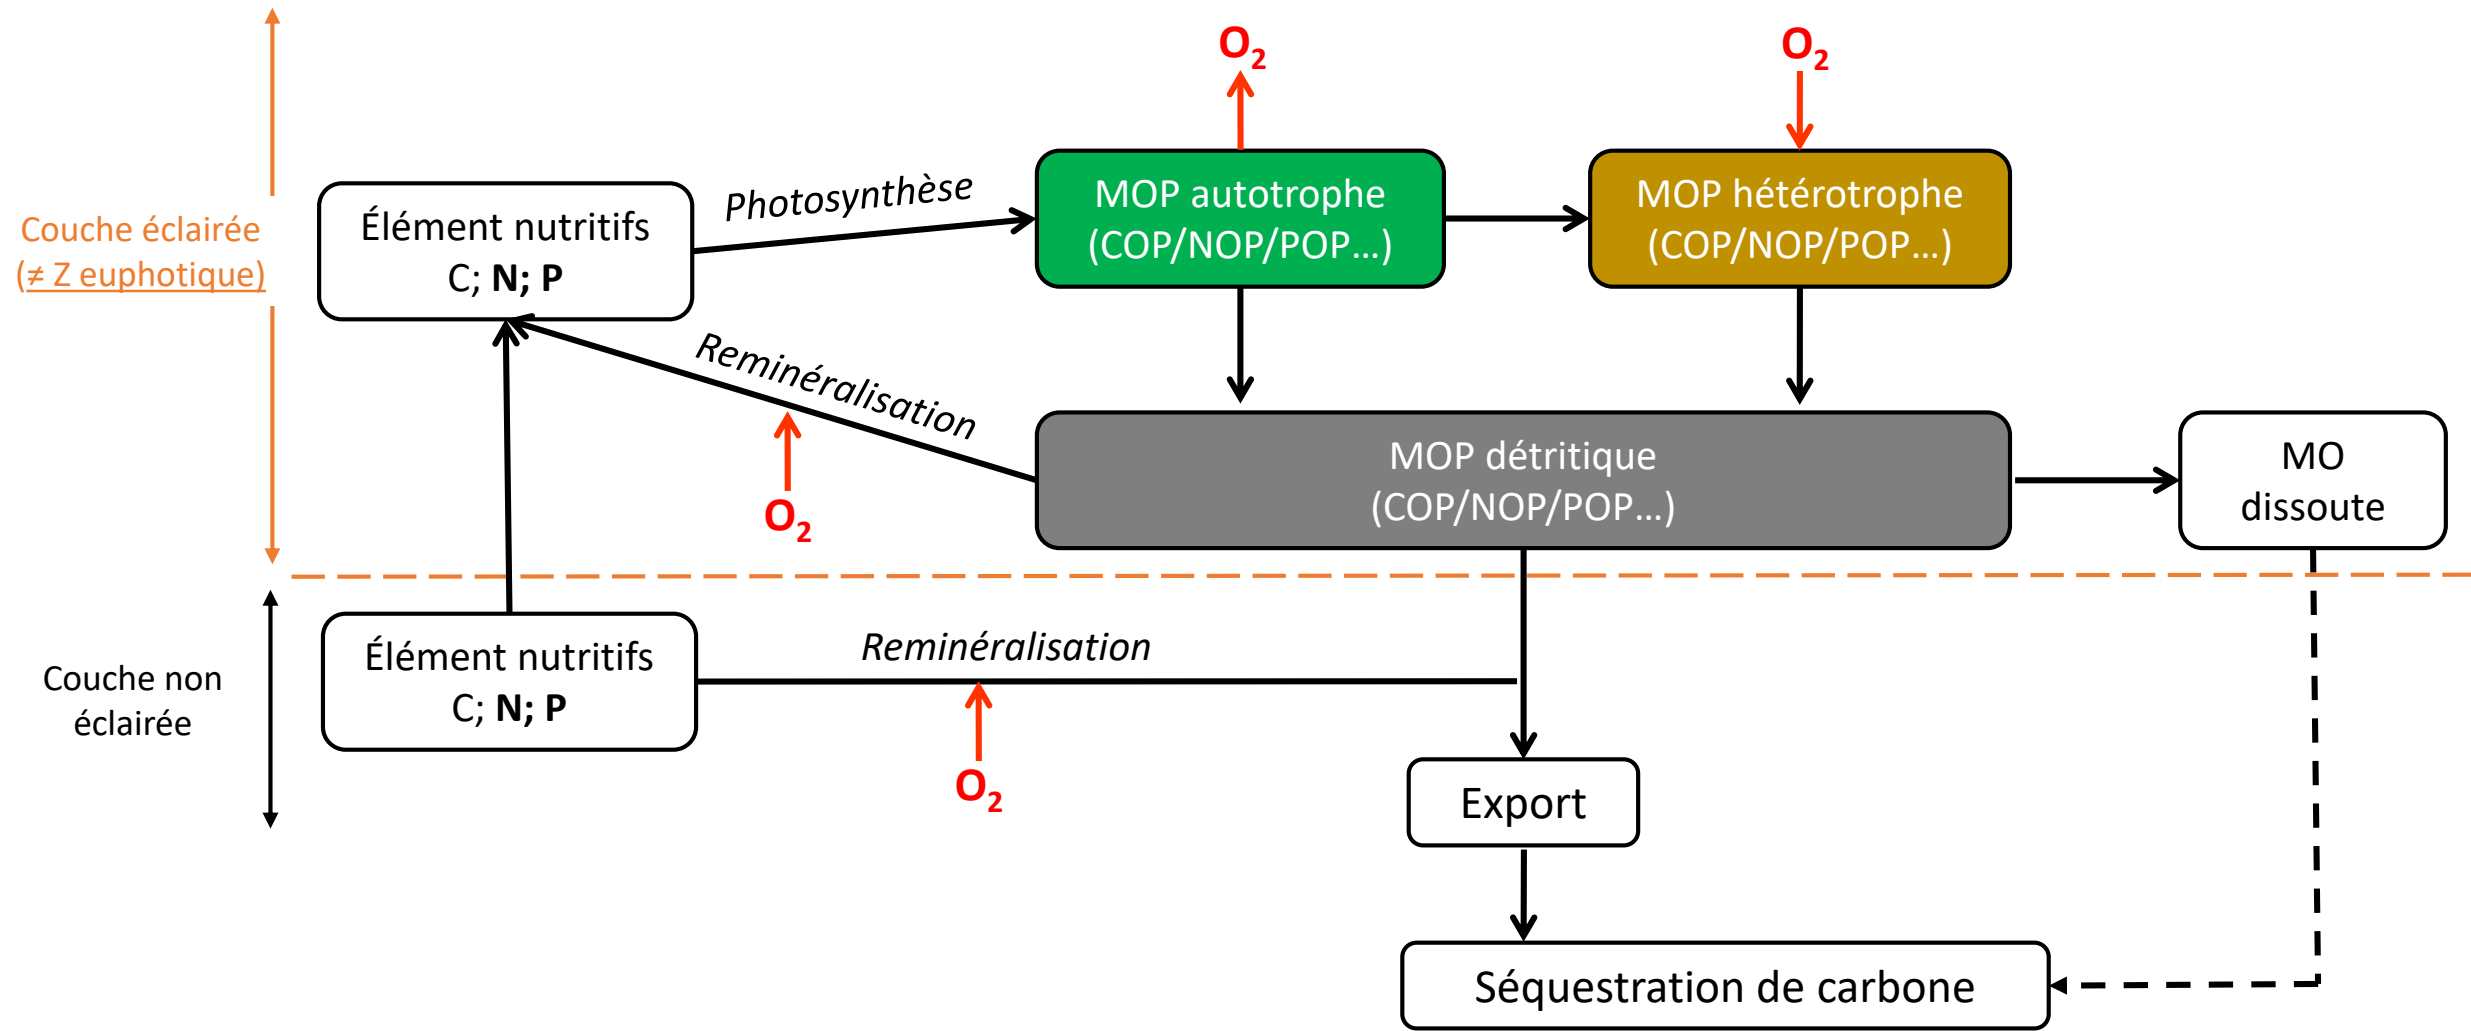 O2
O2
Photosynthèse
MOP autotrophe
(COP/NOP/POP...)
MOP hétérotrophe
(COP/NOP/POP...)
Élément nutritifs
C; N; P
Couche éclairée
(≠ Z euphotique)
Reminéralisation
O2
MOP détritique
(COP/NOP/POP...)
MO
dissoute
Élément nutritifs
C; N; P
Reminéralisation
O2
Couche non
éclairée
Export
Séquestration de carbone